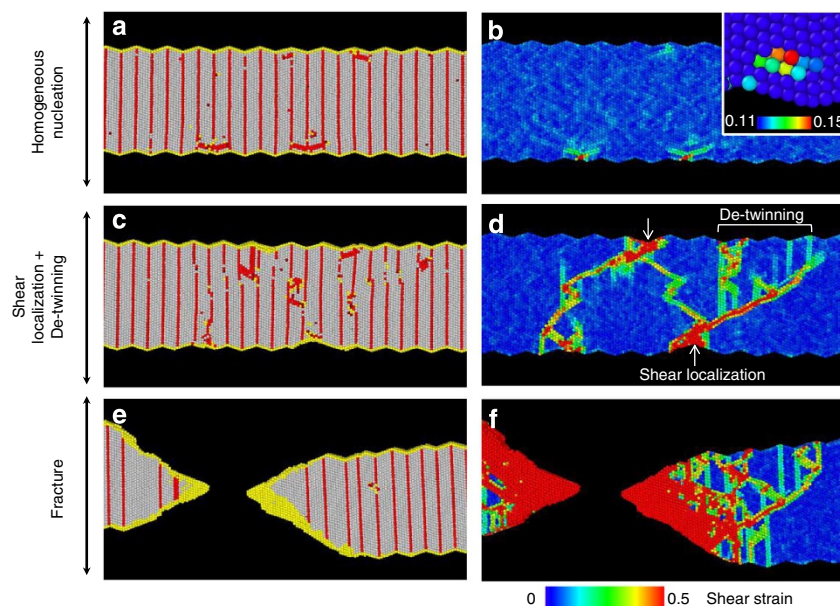 Homogeneous
nucleation
a
b
0.11
0.15
Shear
localization +
De-twinning
c
d
De-twinning
Shear localization
Fracture
e
f
0
0.5
Shear strain